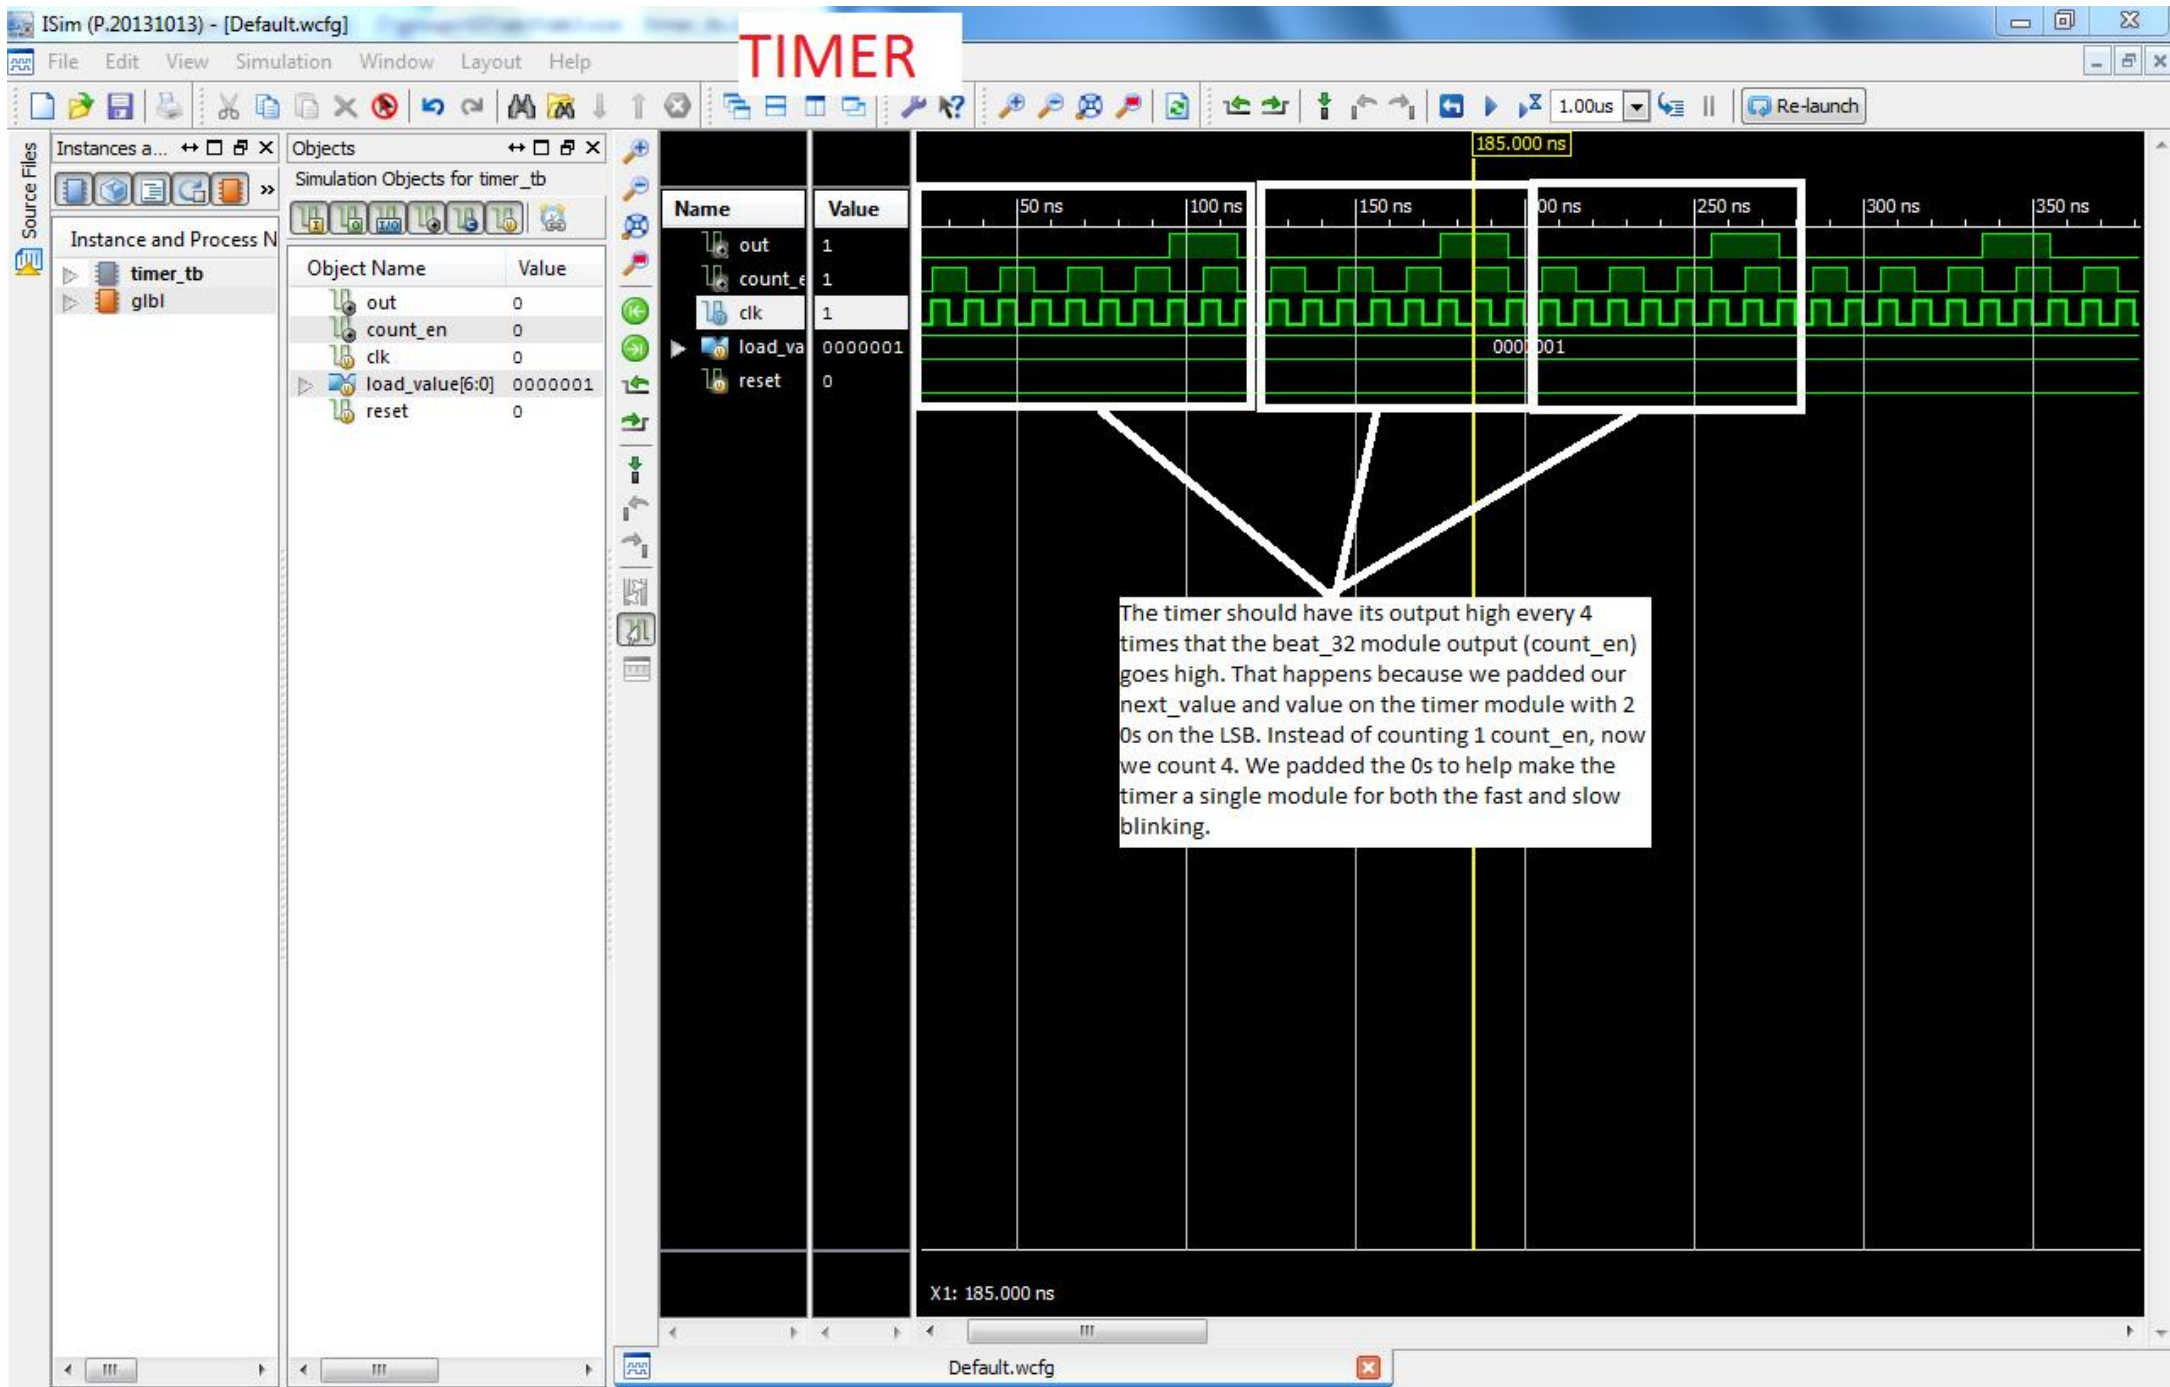 ISim (P.20131013) - [Default.wcfg]
TIMER
File Edit View Simulation Window Layout Help
1.00us
Re-launch
Source Files
Instances a...
Instance and Process N
timer_tb
glbl
Objects
Simulation Objects for timer_tb
Object Name Value
out 0
count_en 0
clk 0
load_value[6:0] 0000001
reset 0
185.000 ns
Name Value
50 ns 100 ns 150 ns 00 ns 250 ns 300 ns 350 ns
out 1
count_e 1
clk 1
load_va 0000001
0000001
reset 0
The timer should have its output high every 4
times that the beat_32 module output (count_en)
goes high. That happens because we padded our
next_value and value on the timer module with 2
0s on the LSB. Instead of counting 1 count_en, now
we count 4. We padded the 0s to help make the
timer a single module for both the fast and slow
blinking.
X1: 185.000 ns
Default.wcfg